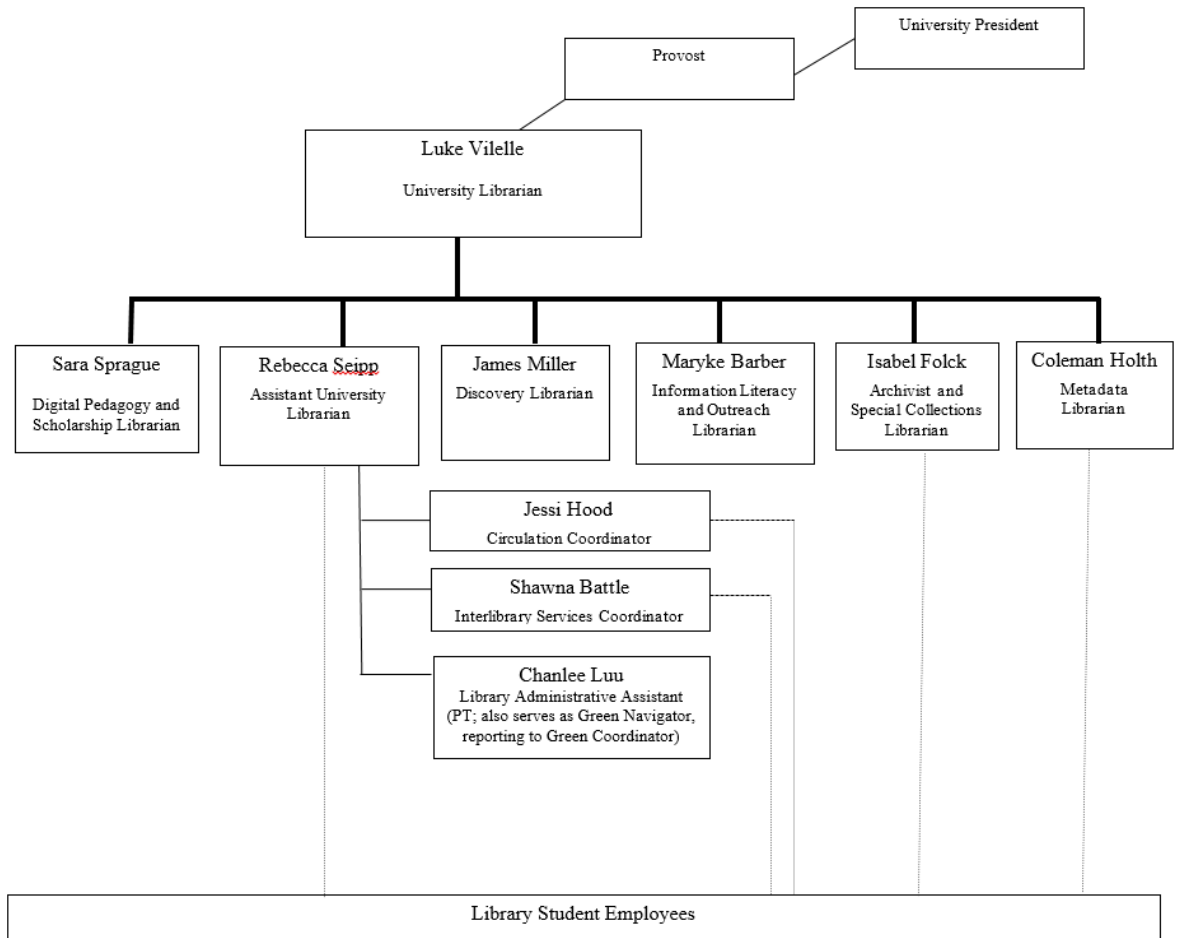 University President
Provost
Luke Vilelle
University Librarian
Sara Sprague
Digital Pedagogy and
Scholarship Librarian
Rebecca Seipp
Assistant University
Librarian
James Miller
Discovery Librarian
Maryke Barber
Information Literacy
and Outreach
Librarian
Isabel Folck
Archivist and
Special Collections
Librarian
Coleman Holth
Metadata
Librarian
Jessi Hood
Circulation Coordinator
Shawna Battle
Interlibrary Services Coordinator
Chanlee Luu
Library Administrative Assistant
(PT; also serves as Green Navigator,
reporting to Green Coordinator)
Library Student Employees